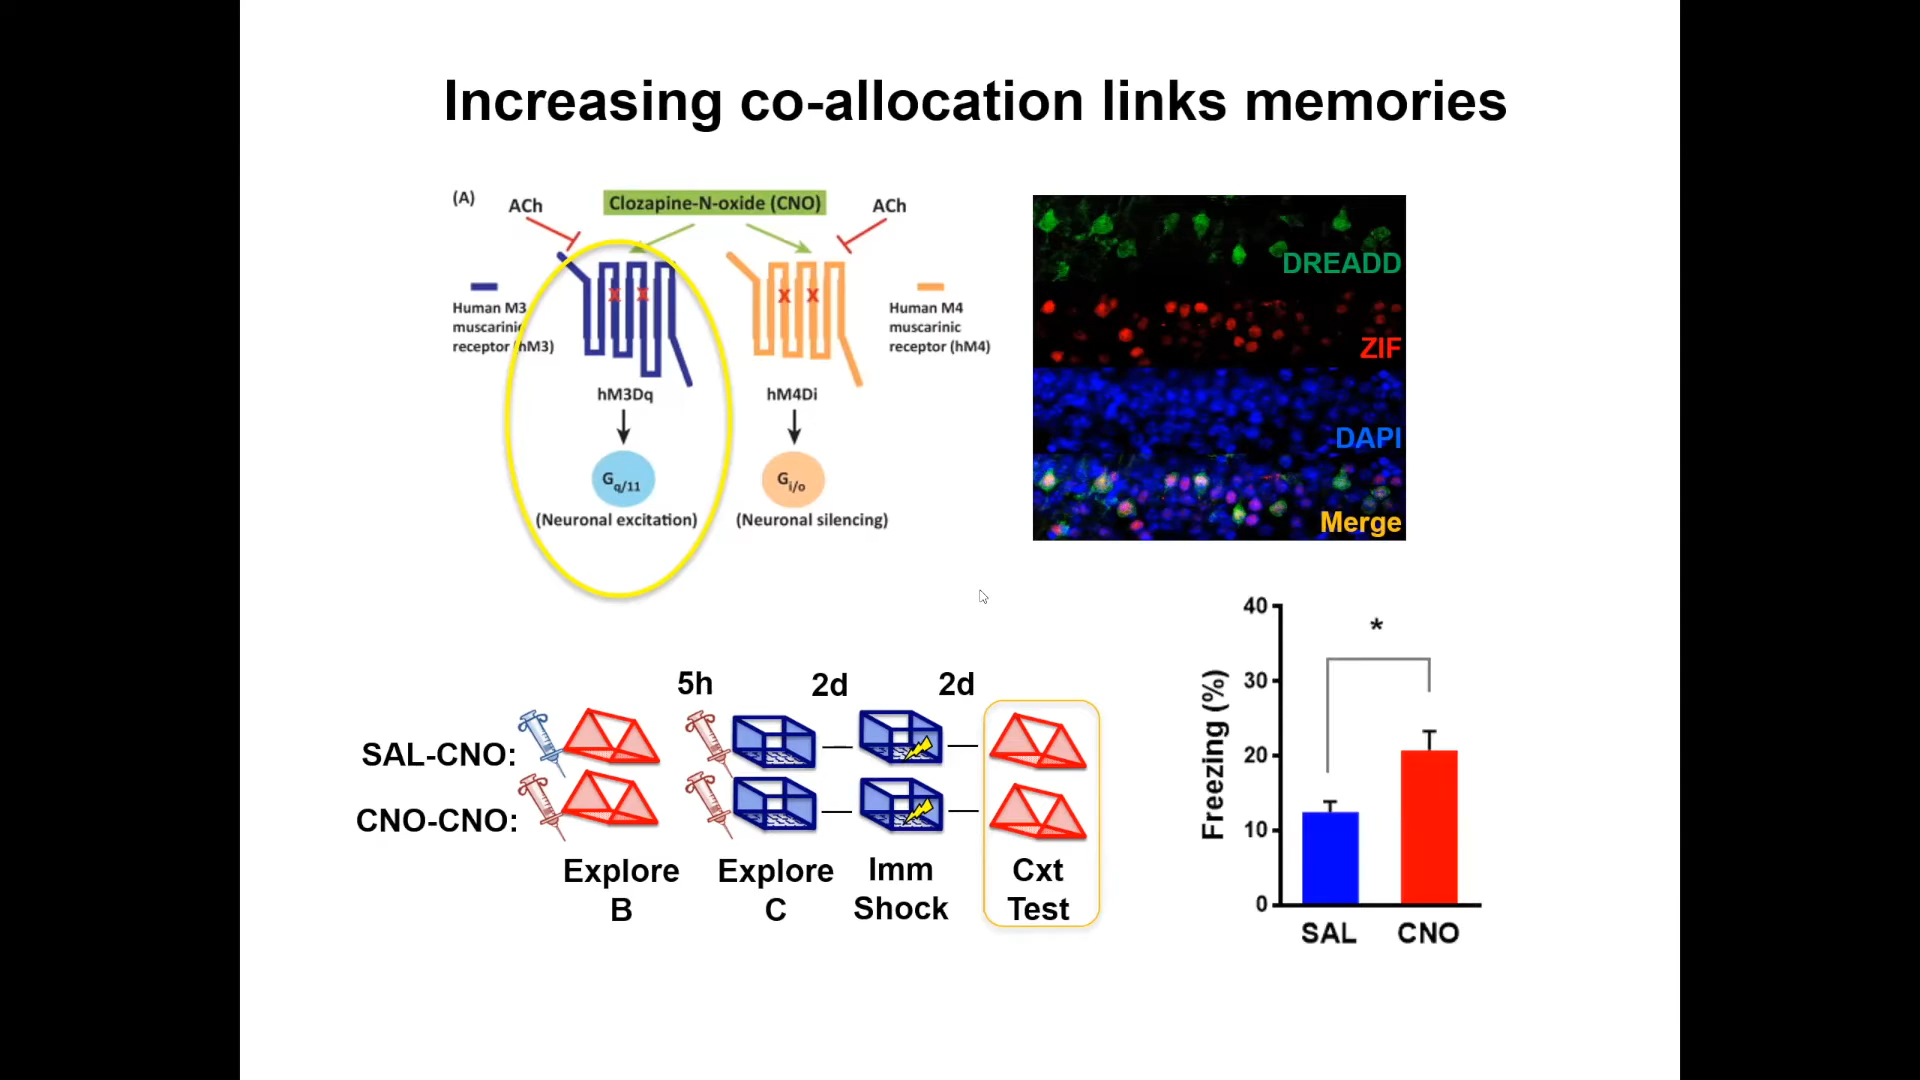 Increasing co-allocation links memories
(A)
ACh
Clozapine-N-oxide (CNO)
ACh
x x
x x
Human M3
muscarinic
receptor (hM3)
Human M4
muscarinic
receptor (hM4)
hM3Dq
hM4Di
Gq/11
Gi/o
(Neuronal excitation)
(Neuronal silencing)
DREADD
ZIF
DAPI
Merge
5h
2d
2d
SAL-CNO:
CNO-CNO:
Explore
B
Explore
C
Imm
Shock
Cxt
Test
Freezing (%)
40
30
20
10
0
*
SAL
CNO